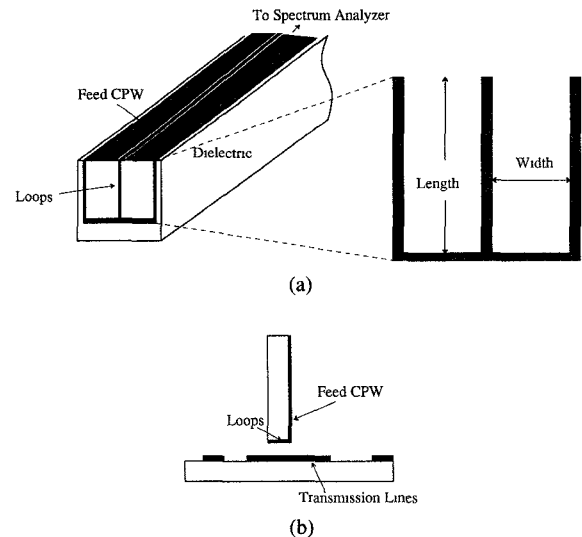 To Spectrum Analyzer
Feed CPW
Dielectric
Loops
Length
Width
(a)
Feed CPW
Loops
Transmission Lines
(b)